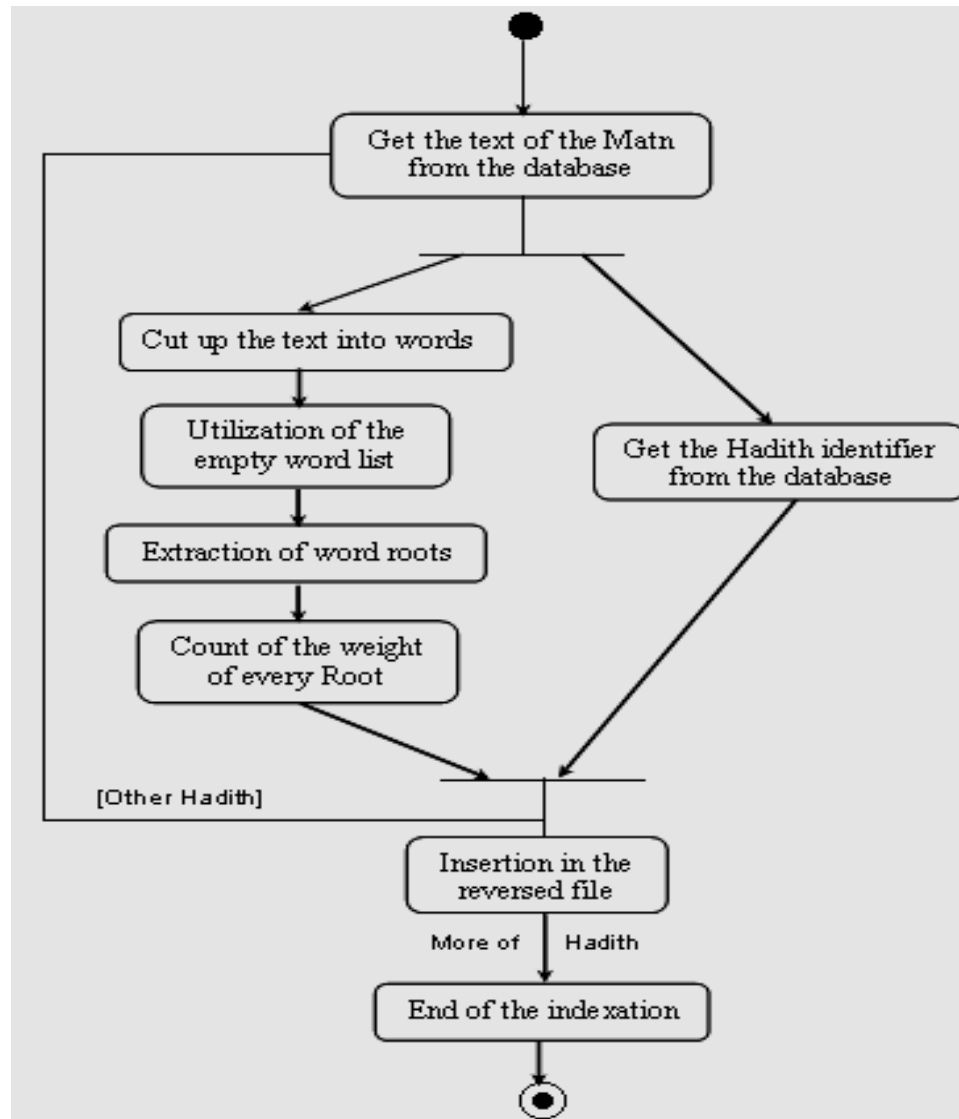 Get the text of the Matn
from the database
Cut up the text into words
Utilization of the
empty word list
Get the Hadith identifier
from the database
Extraction of word roots
Count of the weight
of every Root
[Other Hadith]
Insertion in the
reversed file
More of Hadith
End of the indexation